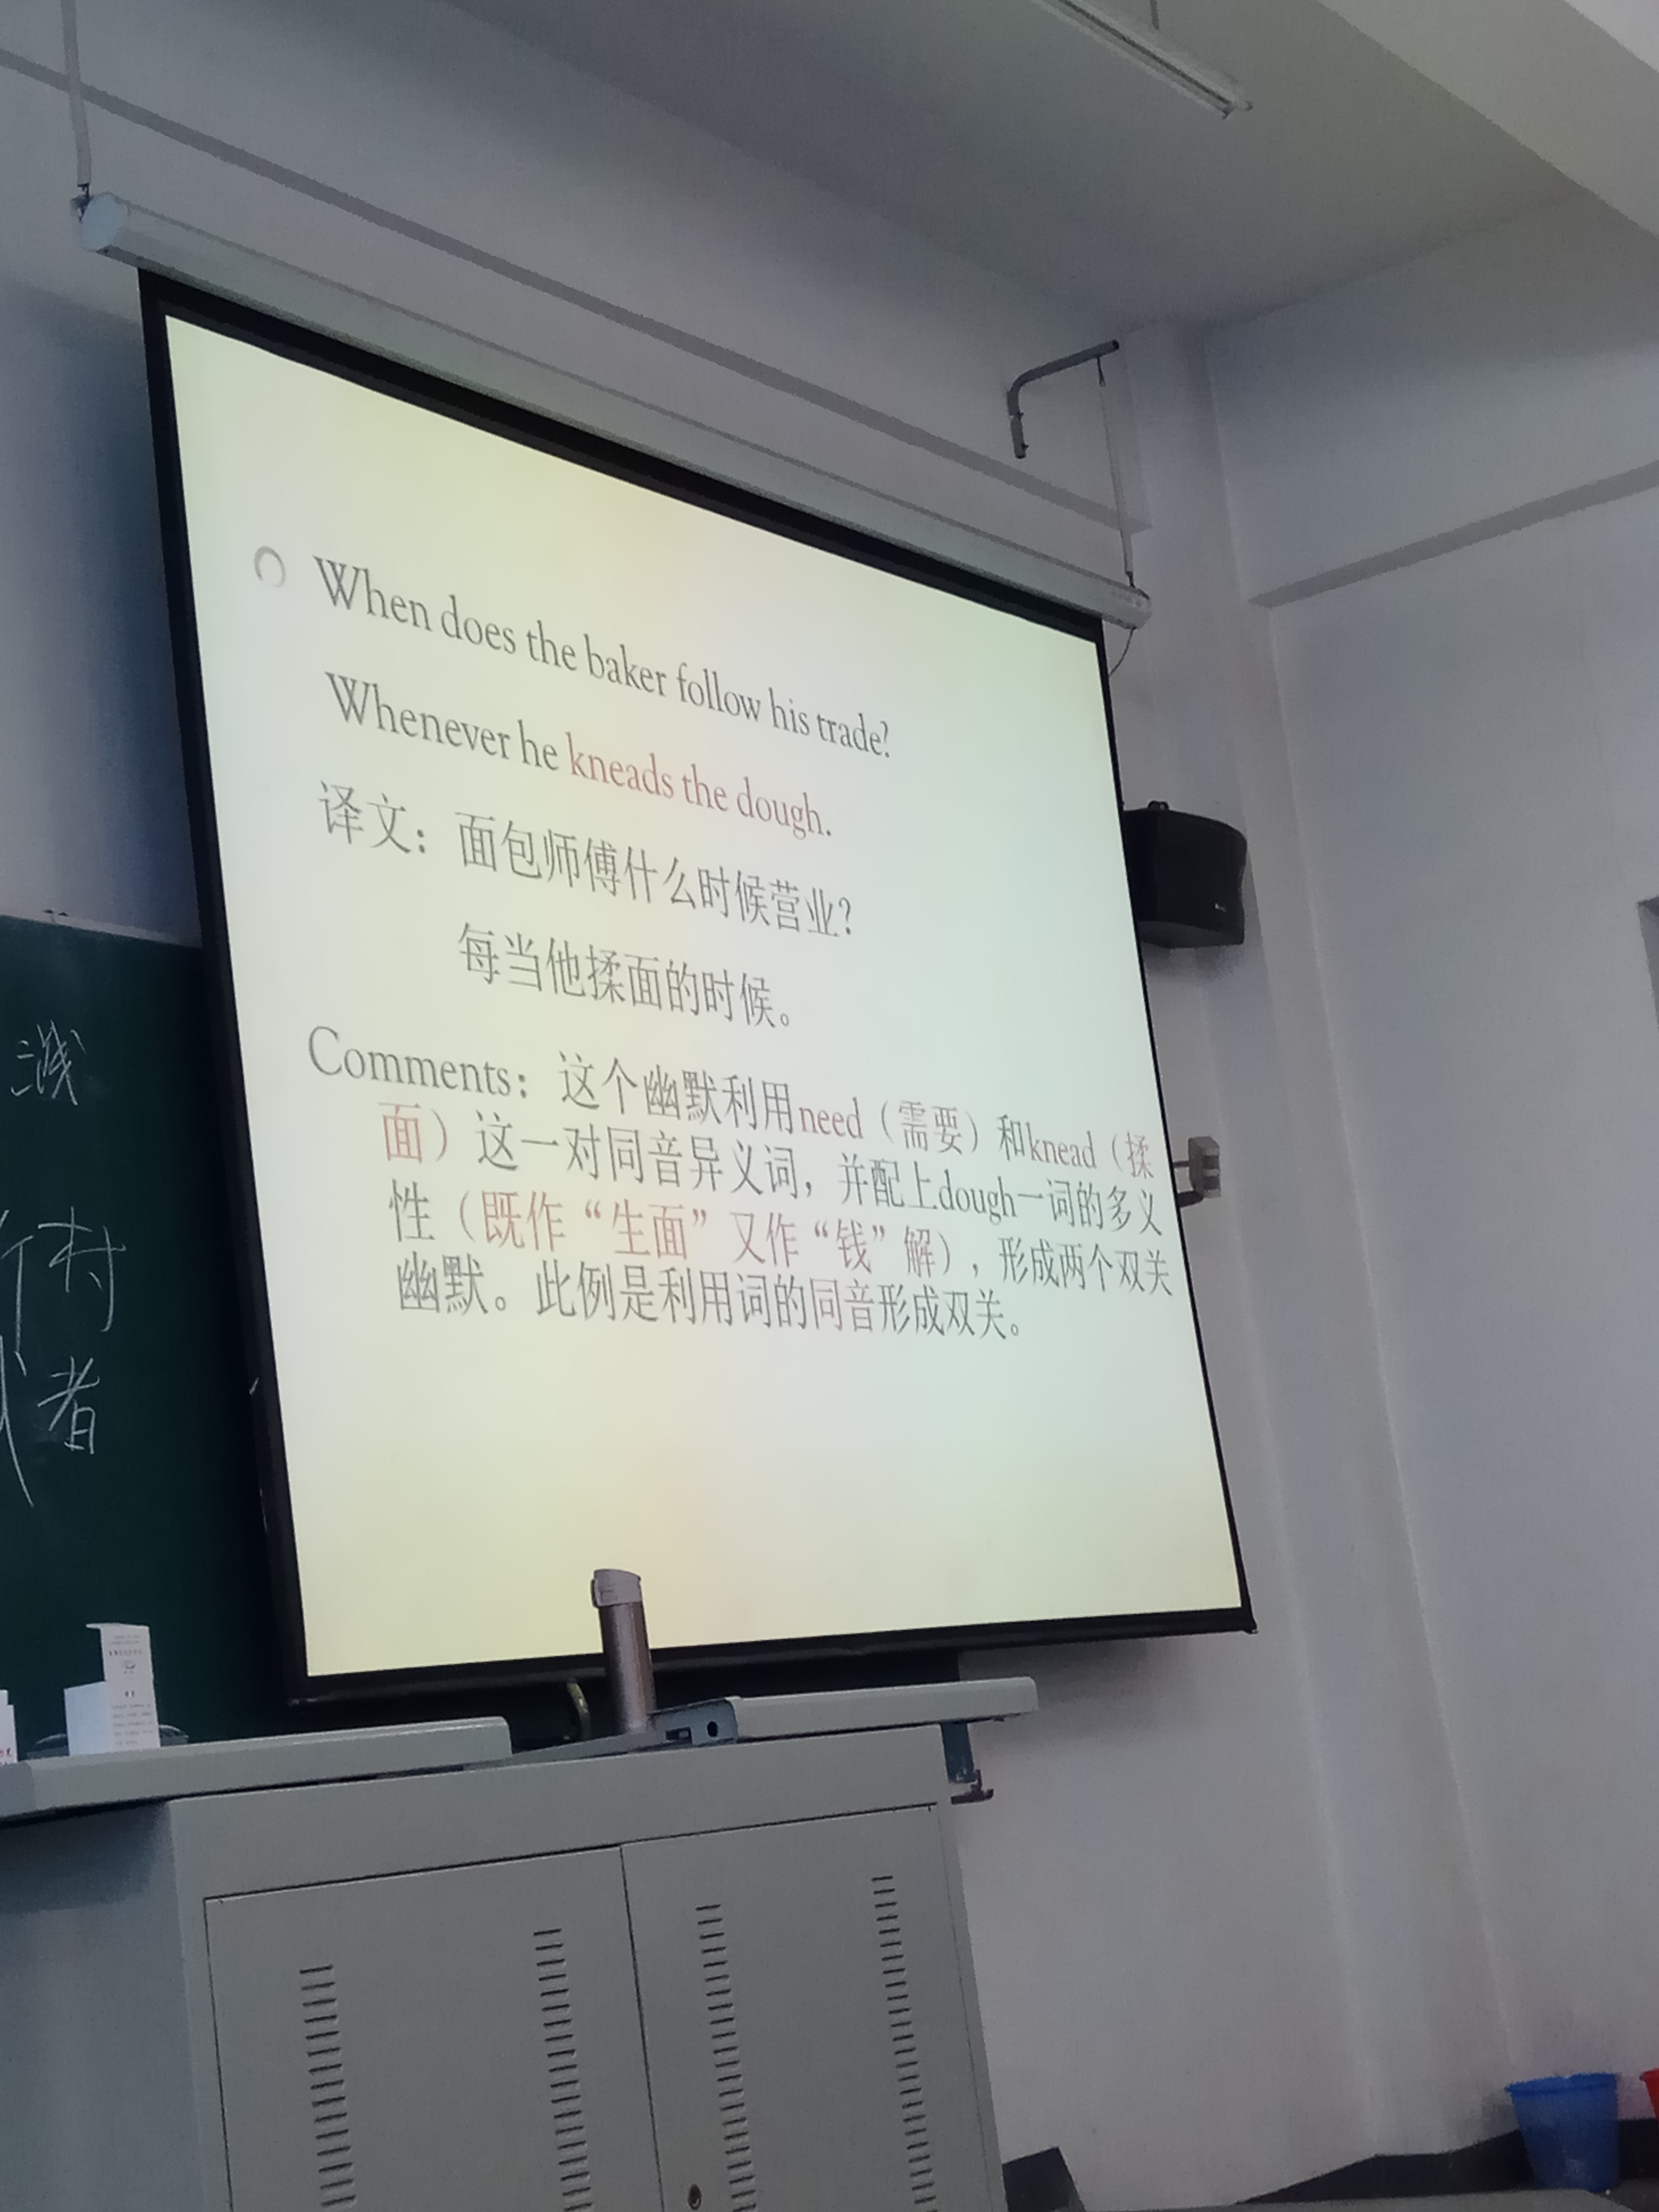 When does the baker follow his trade?
Whenever he kneads the dough.
译文：面包师傅什么时候营业？
每当他揉面的时候。
Comments：这个幽默利用need（需要）和knead（揉
面）这一对同音异义词，并配上dough一词的多义
性（既作“生面”又作“钱”解），形成两个双关
幽默。此例是利用词的同音形成双关。
溅
村
者